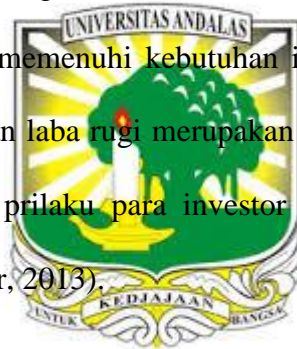 UNIVERSITAS ANDALAS
memenuhi kebutuhan i
n laba rugi merupakan
prilaku para investor
r, 2013).
KEDJAJAAN
UNTUK BANGSA